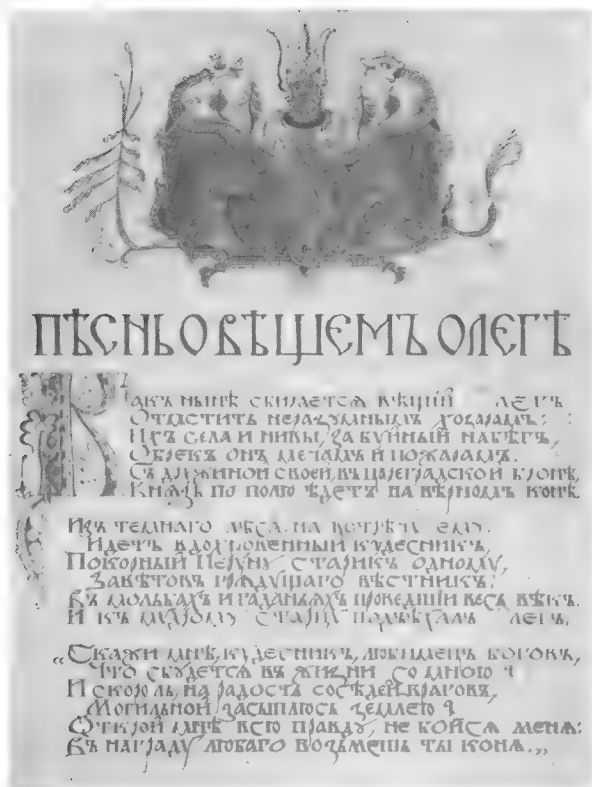 ПѢСНЬ О ВѢЩЕМЪ ОЛЕГѢ
Какъ нынѣ сбирается вѣщій Олегъ
Отмстить неразумнымъ хозарамъ:
Ихъ села и нивы, за буйный набѣгъ,
Обрекъ онъ мечамъ и пожарамъ.
Съ дружиной своей, въ цареградской бронѣ,
Князь по полю ѣдетъ на вѣрномъ конѣ.
Изъ темнаго лѣса, на встрѣчу ему,
Идетъ вдохновенный кудесникъ,
Покорный Перуну старикъ одному,
Завѣтовъ грядущаго вѣстникъ,
Въ мольбахъ и гаданьяхъ проведшій весь вѣкъ.
И къ мудрому старцу подъѣхалъ Олегъ.
„Скажи мнѣ, кудесникъ, любимецъ боговъ,
Что сбудется въ жизни со мною?
И скоро ль, на радость сосѣдей-враговъ,
Могильной засыплюсь землею?
Открой мнѣ всю правду, не бойся меня:
Въ награду любаго возьмешь ты коня.„